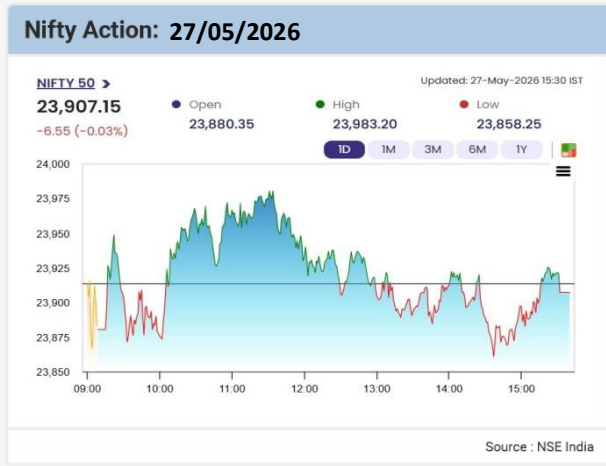 Nifty Action: 27/05/2026
NIFTY 50 >
Updated: 27-May-2026 15:30 IST
23,907.15
-6.55 (-0.03%)
Open
High
Low
23,880.35
23,983.20
23,858.25
1D 1M 3M 6M 1Y
24,000
23,975
23,950
23,925
23,900
23,875
23,850
09:00 10:00 11:00 12:00 13:00 14:00 15:00
Source : NSE India